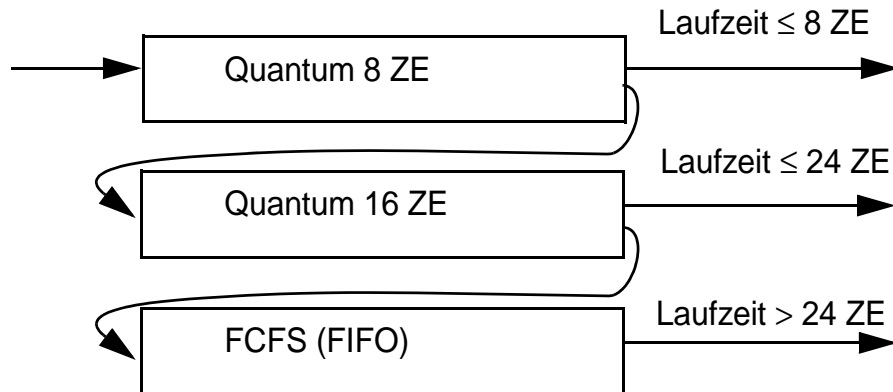 Laufzeit ≤ 8 ZE
Quantum 8 ZE
Laufzeit ≤ 24 ZE
Quantum 16 ZE
Laufzeit > 24 ZE
FCFS (FIFO)